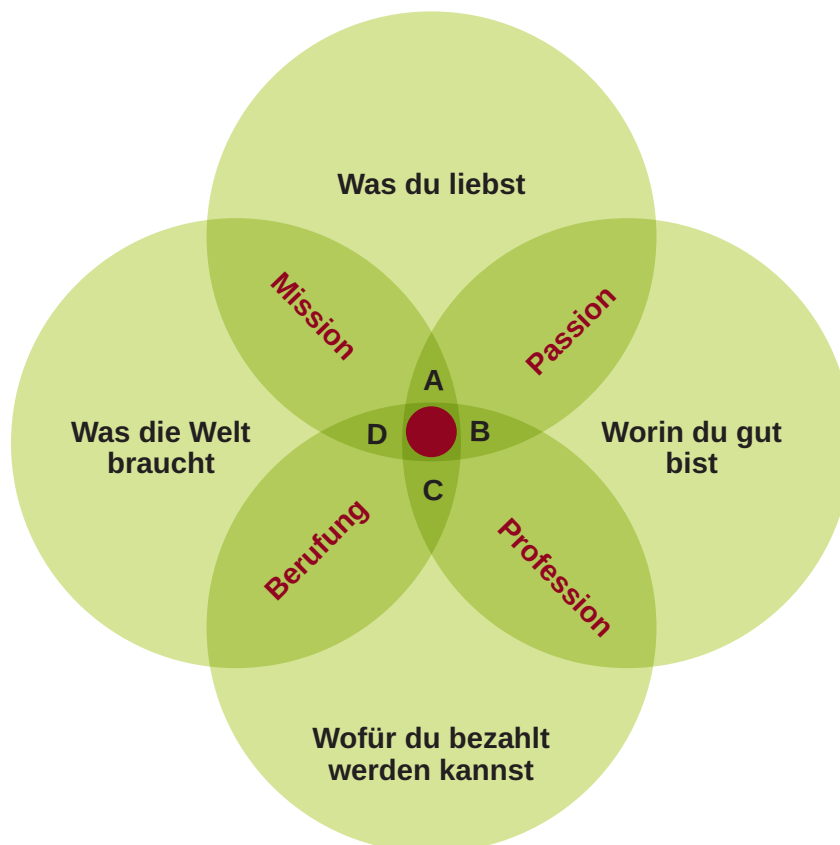 Was du liebst
Mission
Passion
A
Was die Welt
braucht
D
B
Worin du gut
bist
C
Berufung
Profession
Wofür du bezahlt
werden kannst